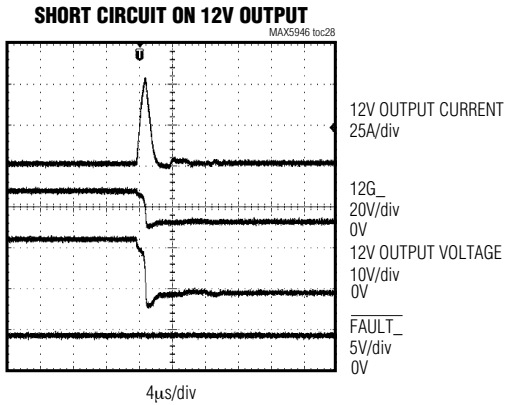 SHORT CIRCUIT ON 12V OUTPUT
MAX5946 toc28
T
12V OUTPUT CURRENT
25A/div
12G_
20V/div
0V
12V OUTPUT VOLTAGE
10V/div
0V
FAULT_
5V/div
0V
4µs/div